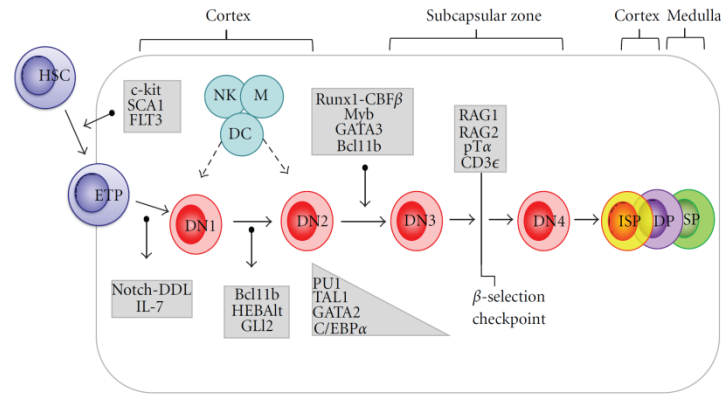 Cortex
Subcapsular zone
Cortex
Medulla
HSC
c-kit
SCA1
FLT3
NK
M
DC
Runx1-CBFβ
Myb
GATA3
Bcl11b
RAG1
RAG2
pTα
CD3ϵ
ETP
DN1
DN2
DN3
DN4
ISP
DP
SP
Notch-DDL
IL-7
Bcl11b
HEBAlt
GLI2
PU1
TAL1
GATA2
C/EBPα
β-selection
checkpoint